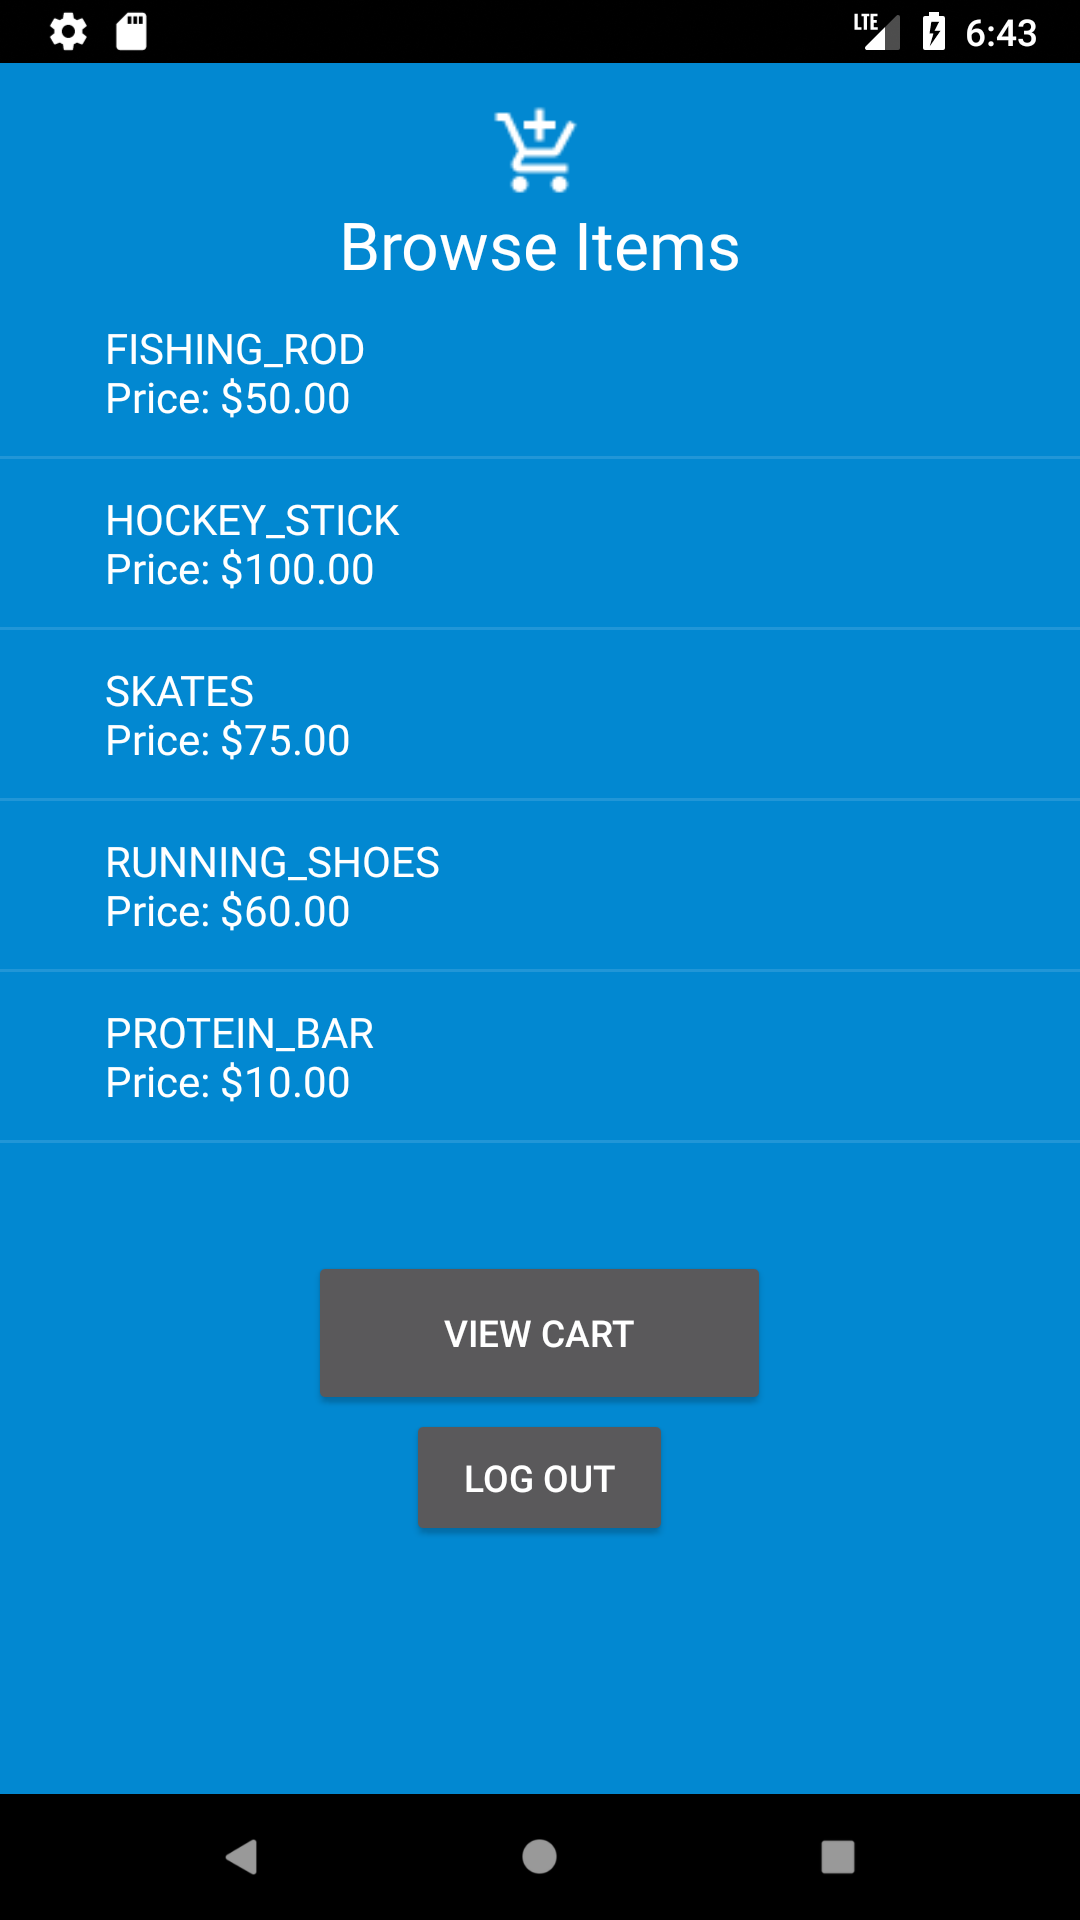 LTE 6:43
Browse Items
FISHING_ROD
Price: $50.00
HOCKEY_STICK
Price: $100.00
SKATES
Price: $75.00
RUNNING_SHOES
Price: $60.00
PROTEIN_BAR
Price: $10.00
VIEW CART
LOG OUT